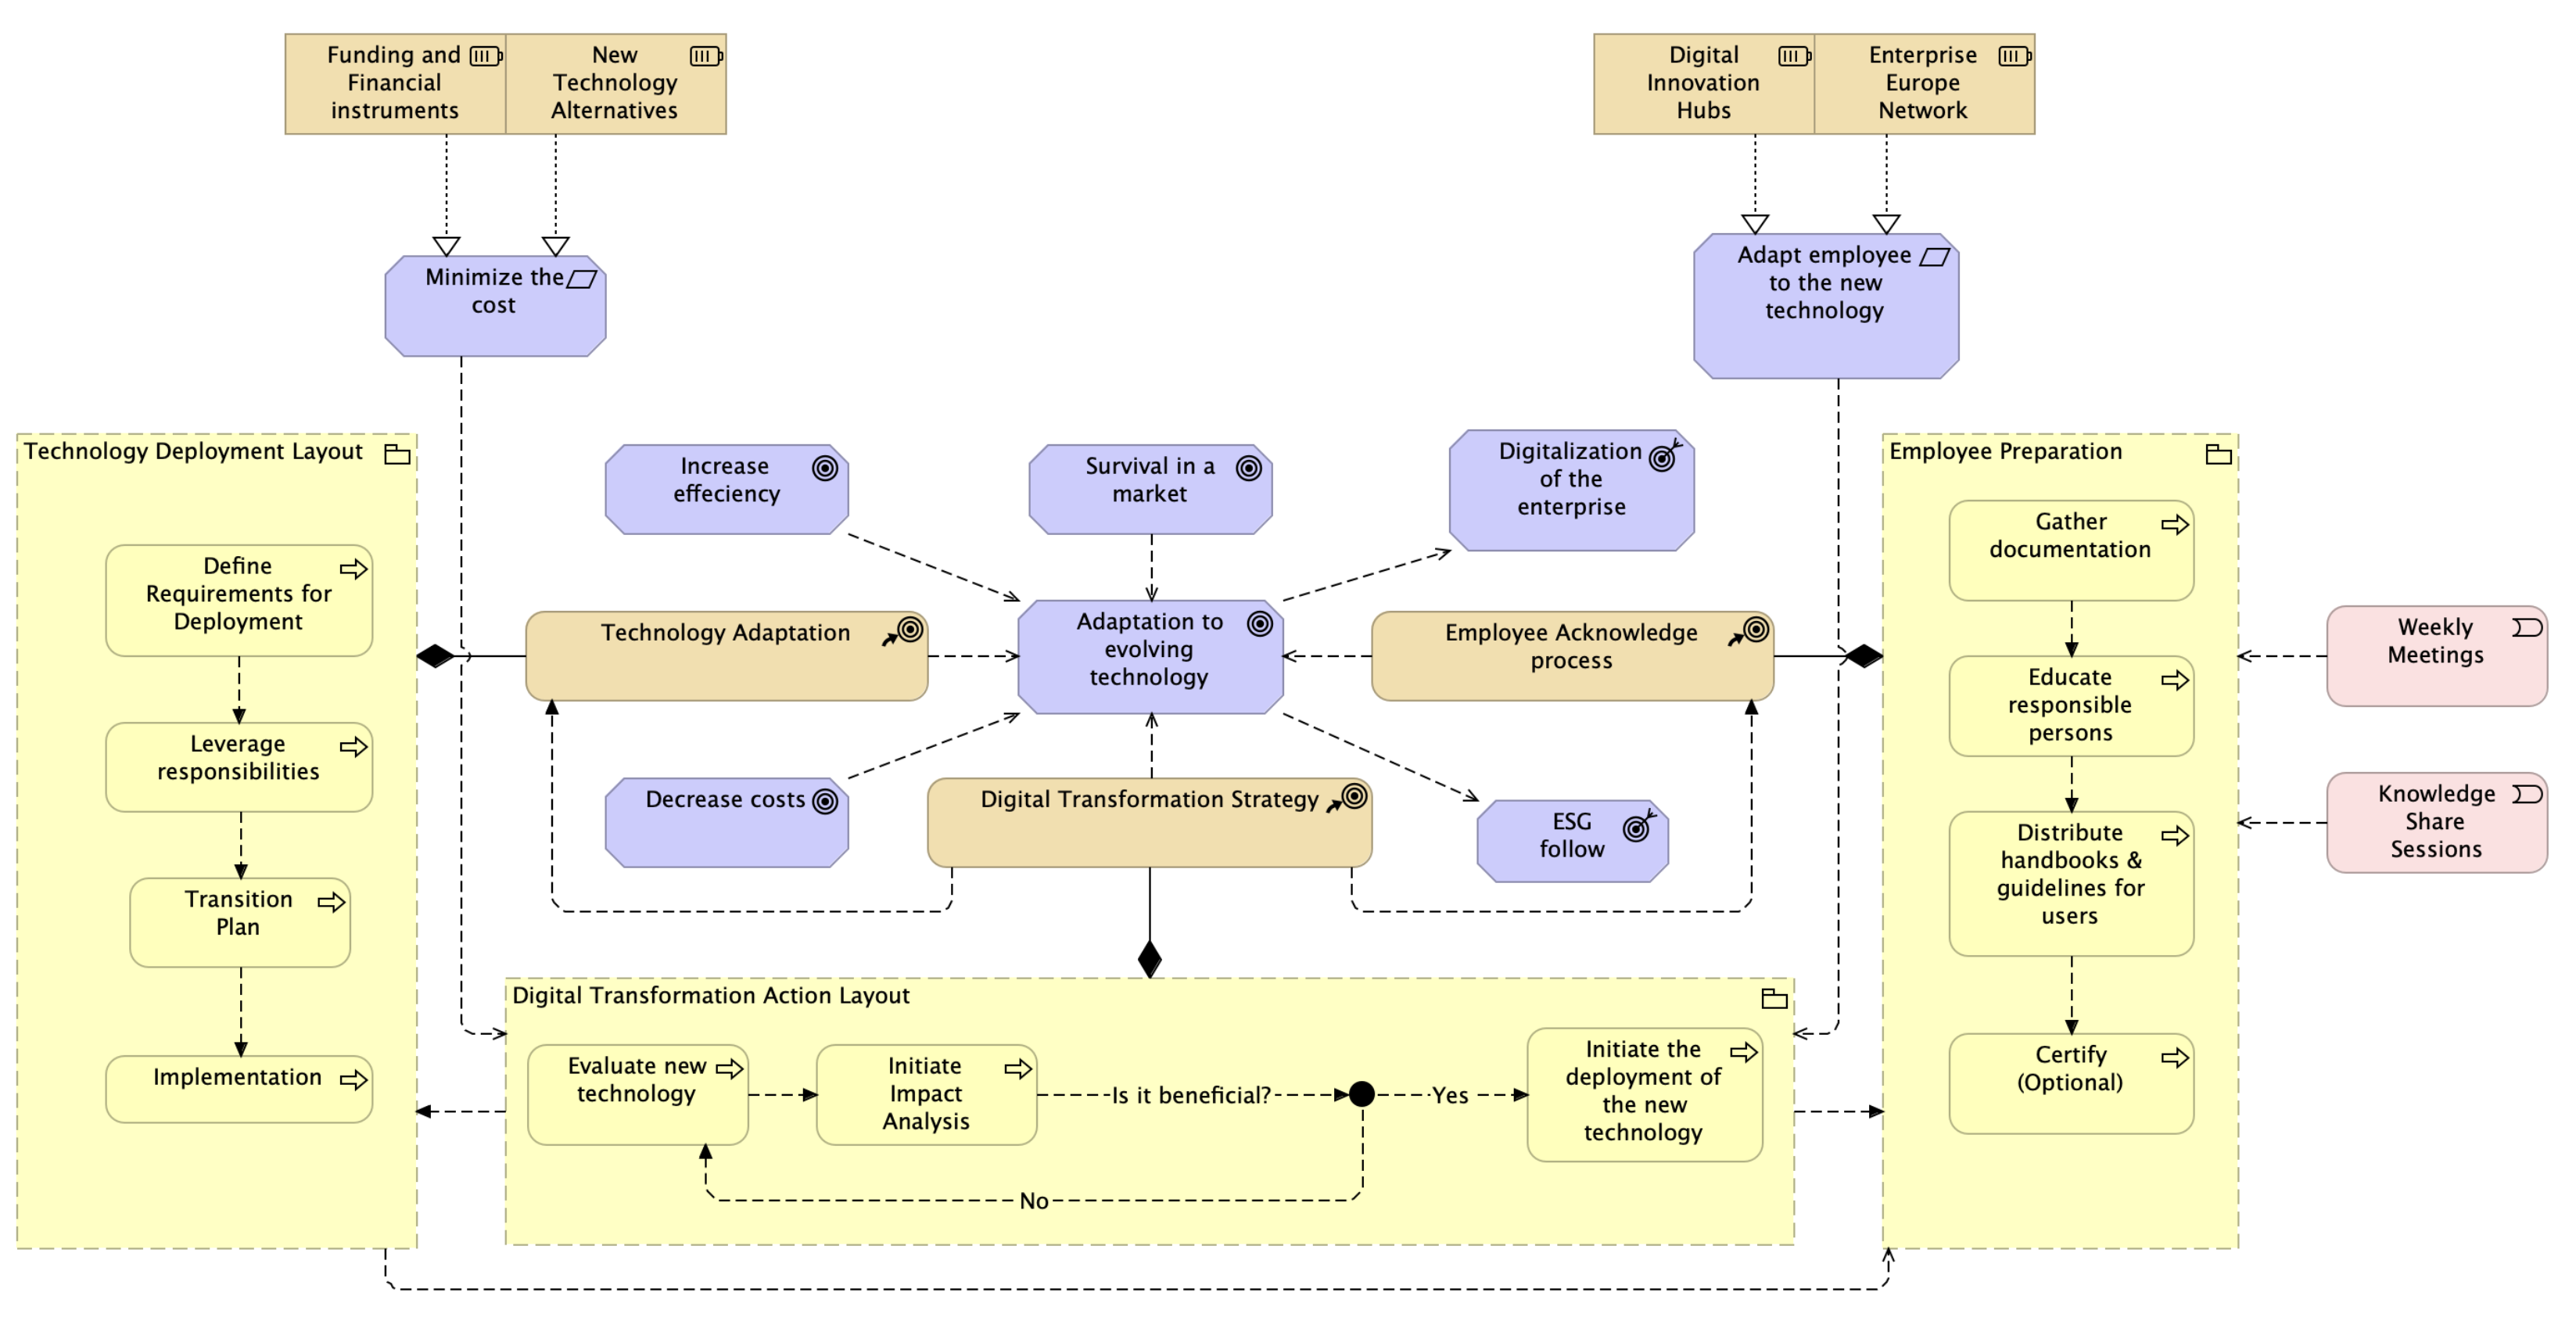 Funding and
Financial
instruments
New
Technology
Alternatives
Digital
Innovation
Hubs
Enterprise
Europe
Network
Minimize the
cost
Adapt employee
to the new
technology
Technology Deployment Layout
Define
Requirements for
Deployment
Leverage
responsibilities
Transition
Plan
Implementation
Increase
effeciency
Survival in a
market
Digitalization
of the
enterprise
Technology Adaptation
Adaptation to
evolving
technology
Employee Acknowledge
process
Decrease costs
Digital Transformation Strategy
ESG
follow
Digital Transformation Action Layout
Evaluate new
technology
Initiate
Impact
Analysis
Is it beneficial?
Yes
Initiate the
deployment of
the new
technology
No
Employee Preparation
Gather
documentation
Educate
responsible
persons
Distribute
handbooks &
guidelines for
users
Certify
(Optional)
Weekly
Meetings
Knowledge
Share
Sessions